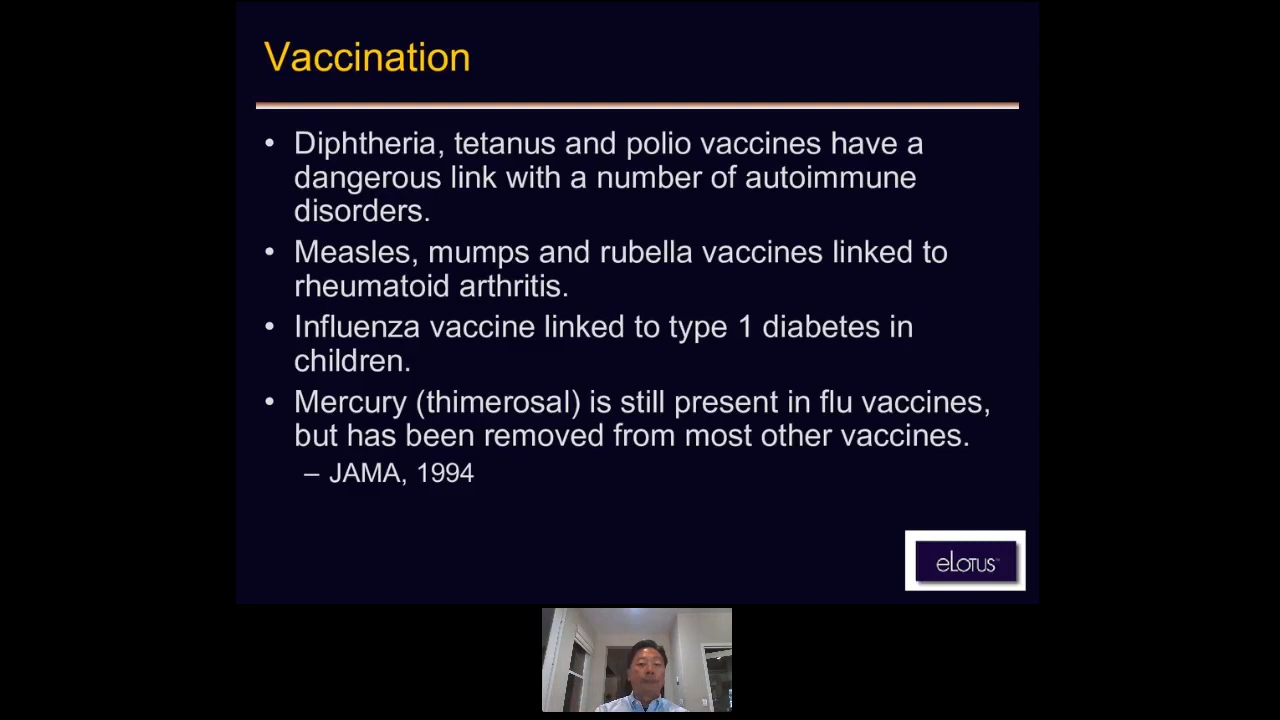 Vaccination
• Diphtheria, tetanus and polio vaccines have a
dangerous link with a number of autoimmune
disorders.
• Measles, mumps and rubella vaccines linked to
rheumatoid arthritis.
• Influenza vaccine linked to type 1 diabetes in
children.
• Mercury (thimerosal) is still present in flu vaccines,
but has been removed from most other vaccines.
– JAMA, 1994
eLOTUS